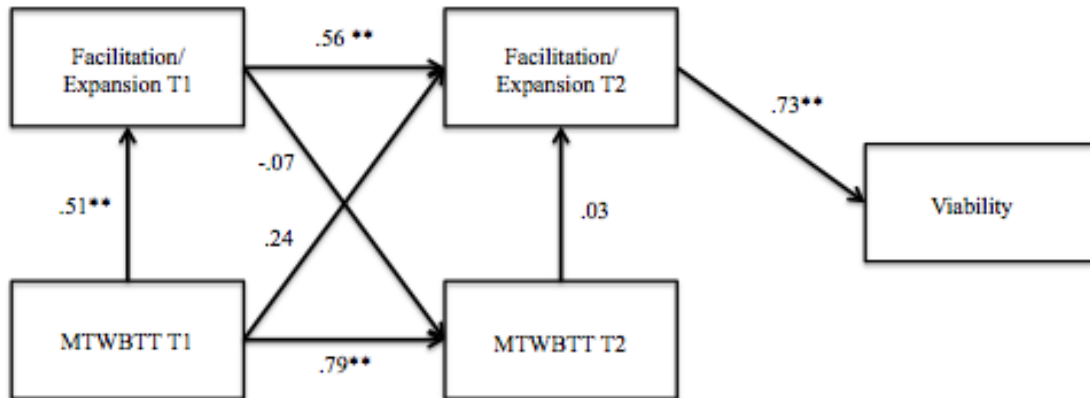 Facilitation/
Expansion T1
.56 **
Facilitation/
Expansion T2
.73**
-.07
Viability
.51**
.03
.24
MTWBTT T1
MTWBTT T2
.79**